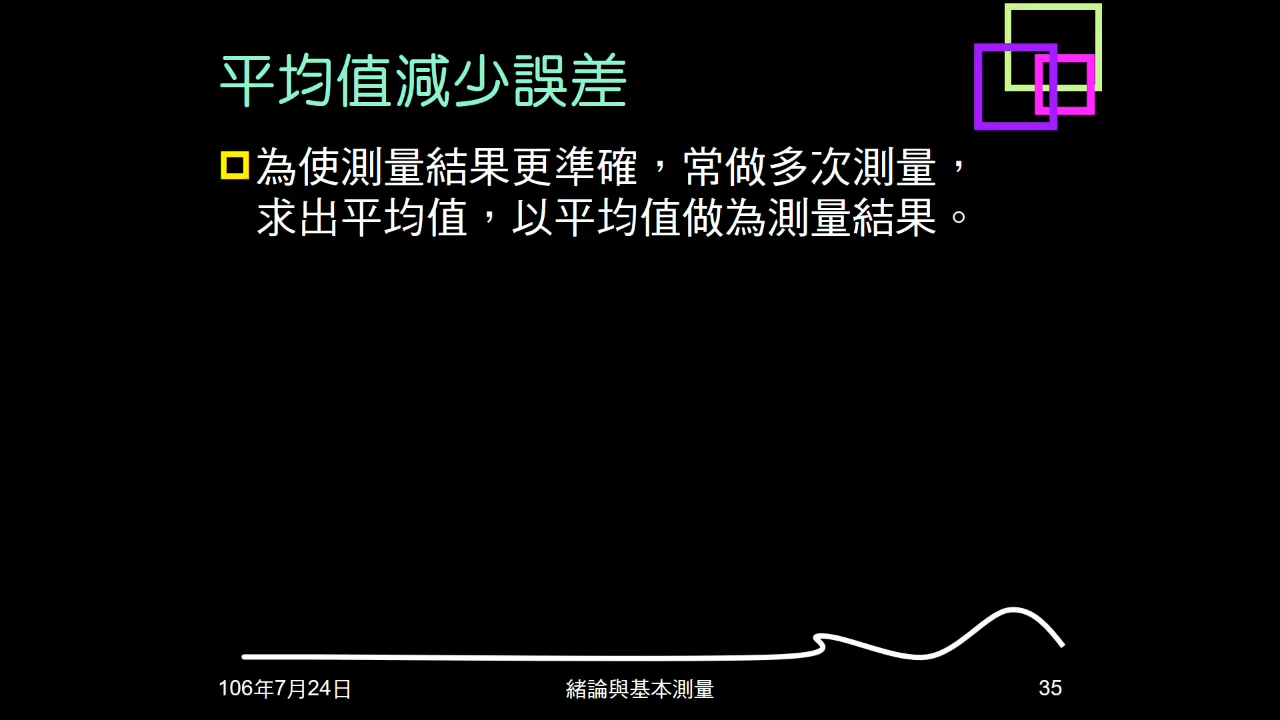 平均值減少誤差
為使測量結果更準確，常做多次測量，
求出平均值，以平均值做為測量結果。
106年7月24日
緒論與基本測量
35